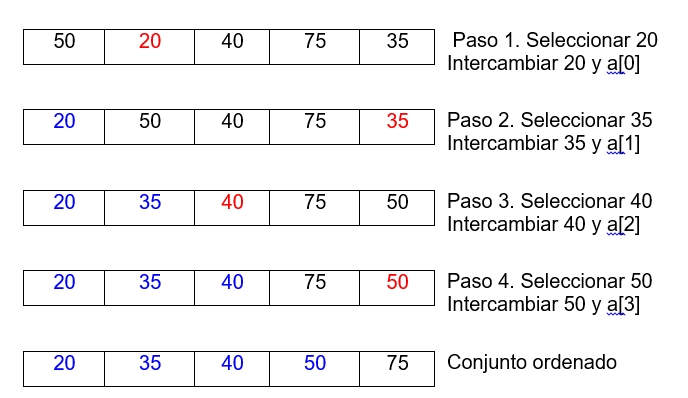 50 20 40 75 35 Paso 1. Seleccionar 20
Intercambiar 20 y a[0]
20 50 40 75 35 Paso 2. Seleccionar 35
Intercambiar 35 y a[1]
20 35 40 75 50 Paso 3. Seleccionar 40
Intercambiar 40 y a[2]
20 35 40 75 50 Paso 4. Seleccionar 50
Intercambiar 50 y a[3]
20 35 40 50 75 Conjunto ordenado